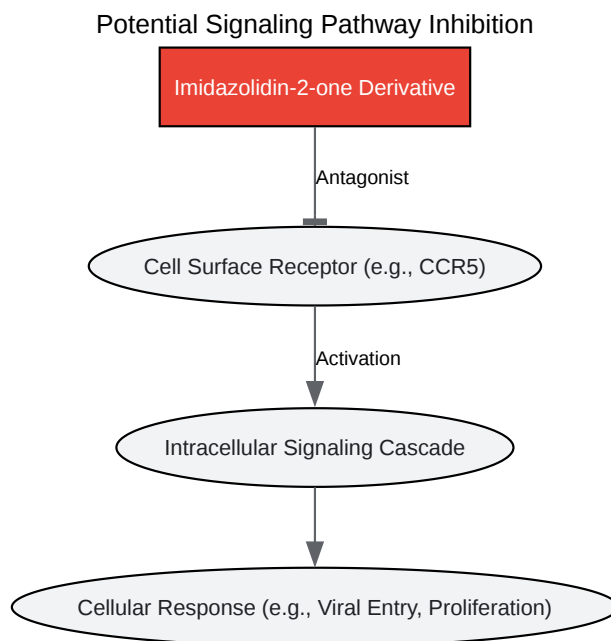 Potential Signaling Pathway Inhibition
Imidazolidin-2-one Derivative
Antagonist
Cell Surface Receptor (e.g., CCR5)
Activation
Intracellular Signaling Cascade
Cellular Response (e.g., Viral Entry, Proliferation)